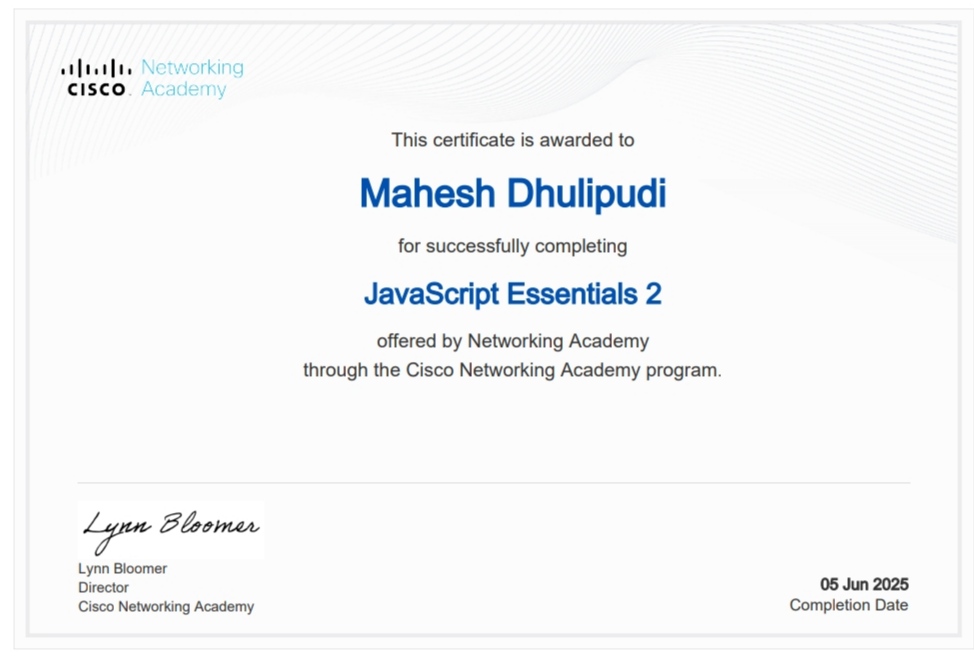 Networking
CISCO. Academy
This certificate is awarded to
Mahesh Dhulipudi
for successfully completing
JavaScript Essentials 2
offered by Networking Academy
through the Cisco Networking Academy program.
Lynn Bloomer
Lynn Bloomer
Director
Cisco Networking Academy
05 Jun 2025
Completion Date